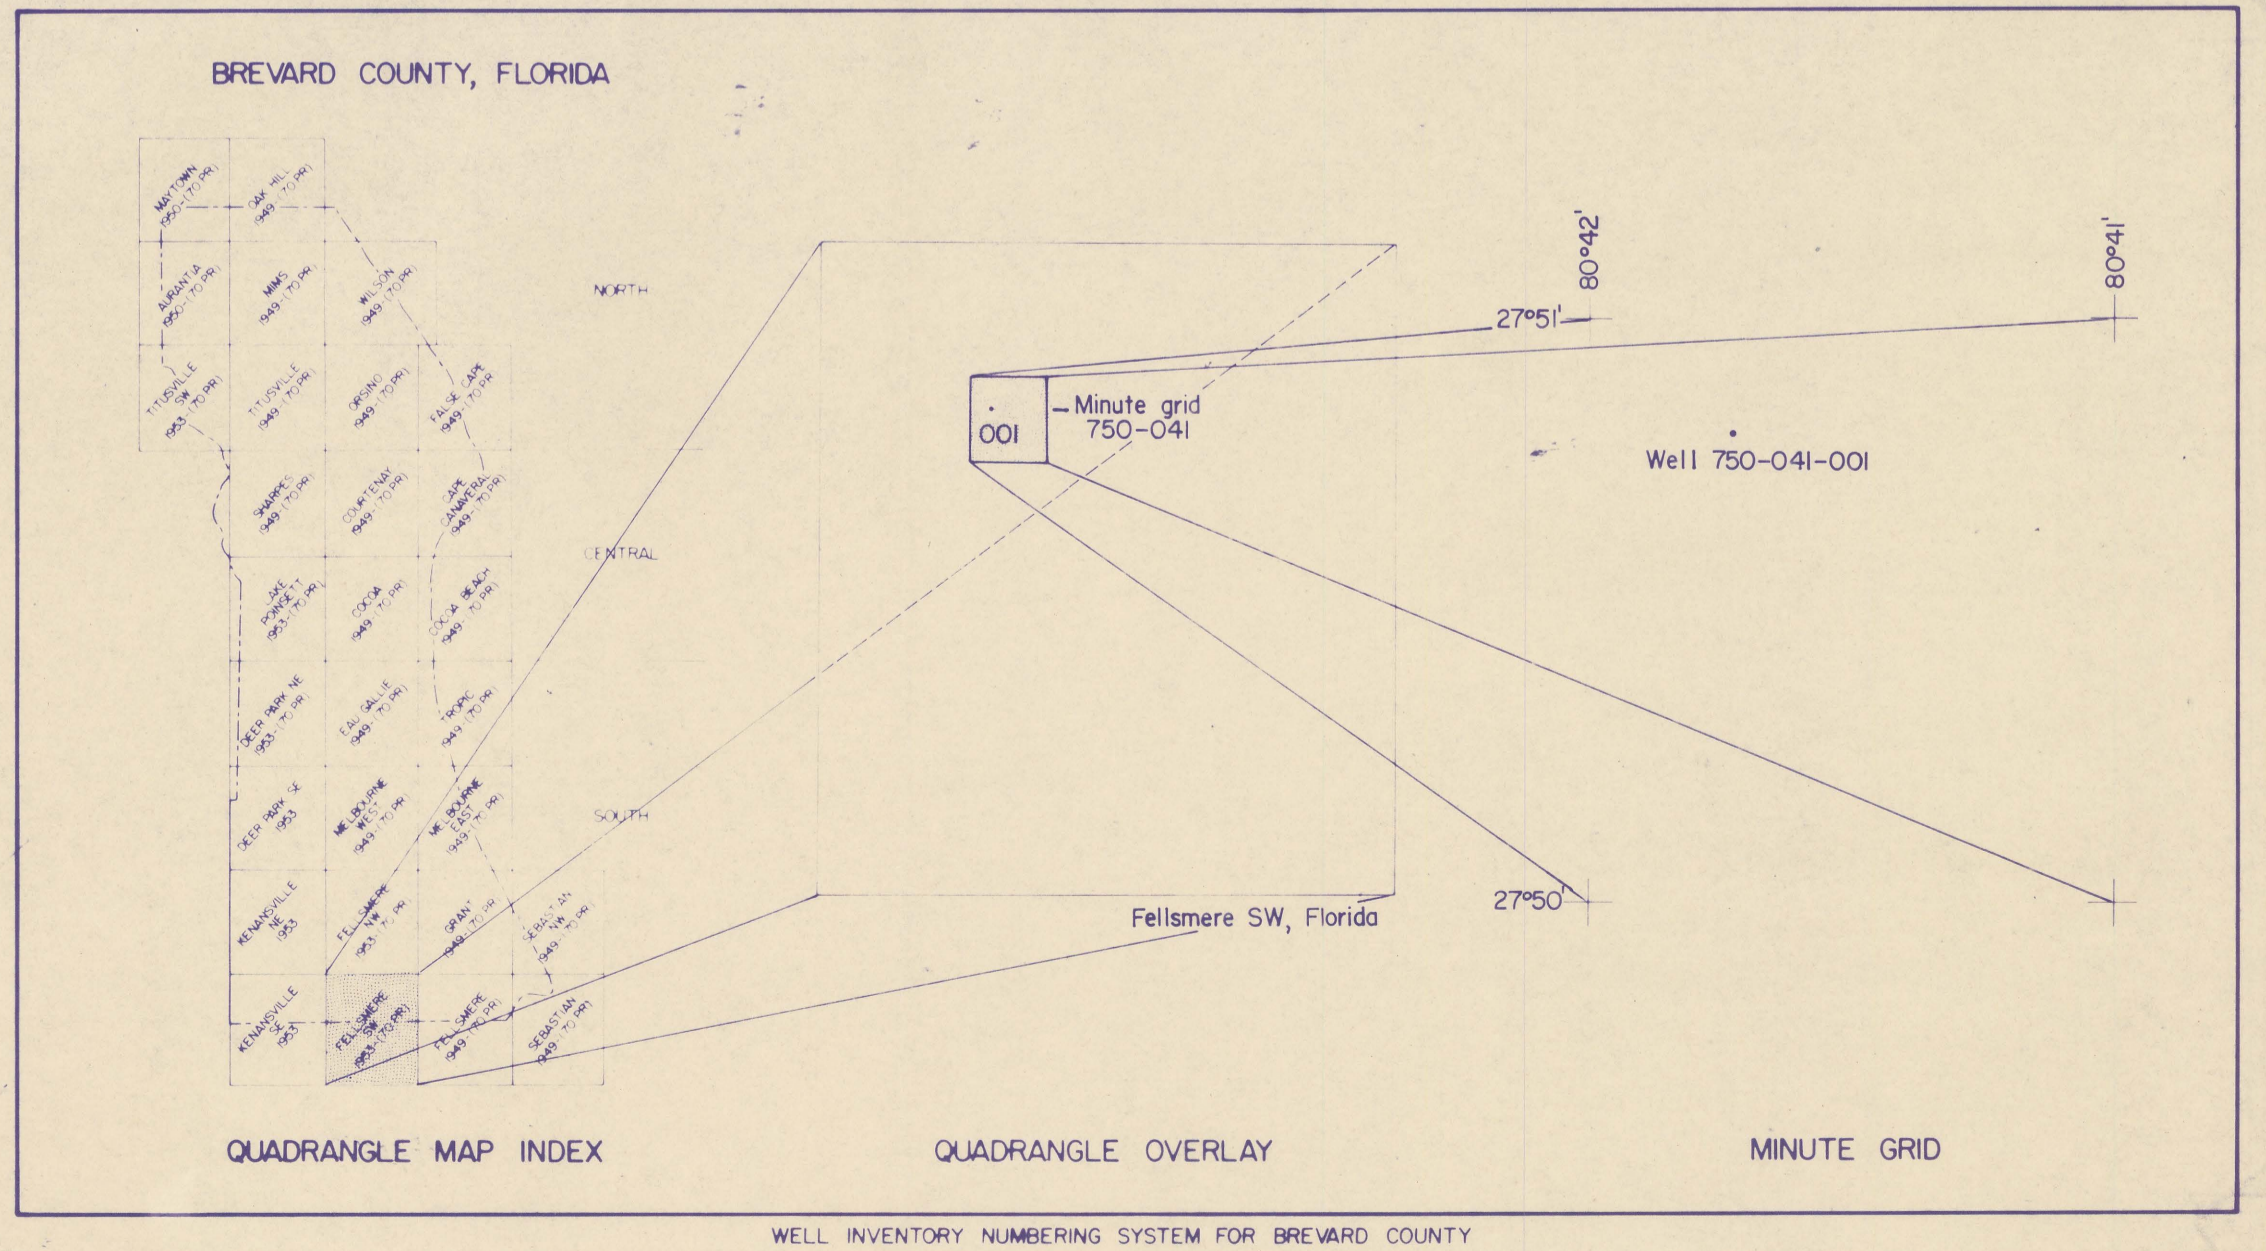 BREVARD COUNTY, FLORIDA
MAYTOWN
1950-(70 PR)
OAK HILL
1949-(70 PR)
AURANTIA
1950-(70 PR)
MIMS
1949-(70 PR)
WILSON
1949-(70 PR)
TITUSVILLE
SW
1953-(70 PR)
TITUSVILLE
1949-(70 PR)
ORSINO
1949-(70 PR)
FALSE CAPE
1949-(70 PR
SHARPES
1949-(70 PR)
COURTENAY
1949-(70 PR)
CAPE
CANAVERAL
1949-(70 PR)
LAKE
POINSETT
1953-(70 PR)
COCOA
1949-(70 PR)
COCOA BEACH
1949-(70 PR)
DEER PARK NE
1953-(70 PR)
EAU GALLIE
1949-(70 PR)
TROPIC
1949-(70 PR)
DEER PARK SE
1953
MELBOURNE
WEST
1949-(70 PR)
MELBOURNE
EAST
1949-(70 PR)
KENANSVILLE
NE
1953
FELLSMERE
NW
1953-(70 PR)
GRANT
1949-(70 PR
SEBASTIAN
NW
1949-(70 PR)
KENANSVILLE
SE
1953
FELLSMERE
SW
1953-(70 PR)
FELLSMERE
1949-(70 PR)
SEBASTIAN
1949-(70 PR)
NORTH
CENTRAL
SOUTH
QUADRANGLE MAP INDEX
001
Minute grid
750-041
Fellsmere SW, Florida
QUADRANGLE OVERLAY
80°42'
80°41'
27°51'
Well 750-041-001
27°50'
MINUTE GRID
WELL INVENTORY NUMBERING SYSTEM FOR BREVARD COUNTY